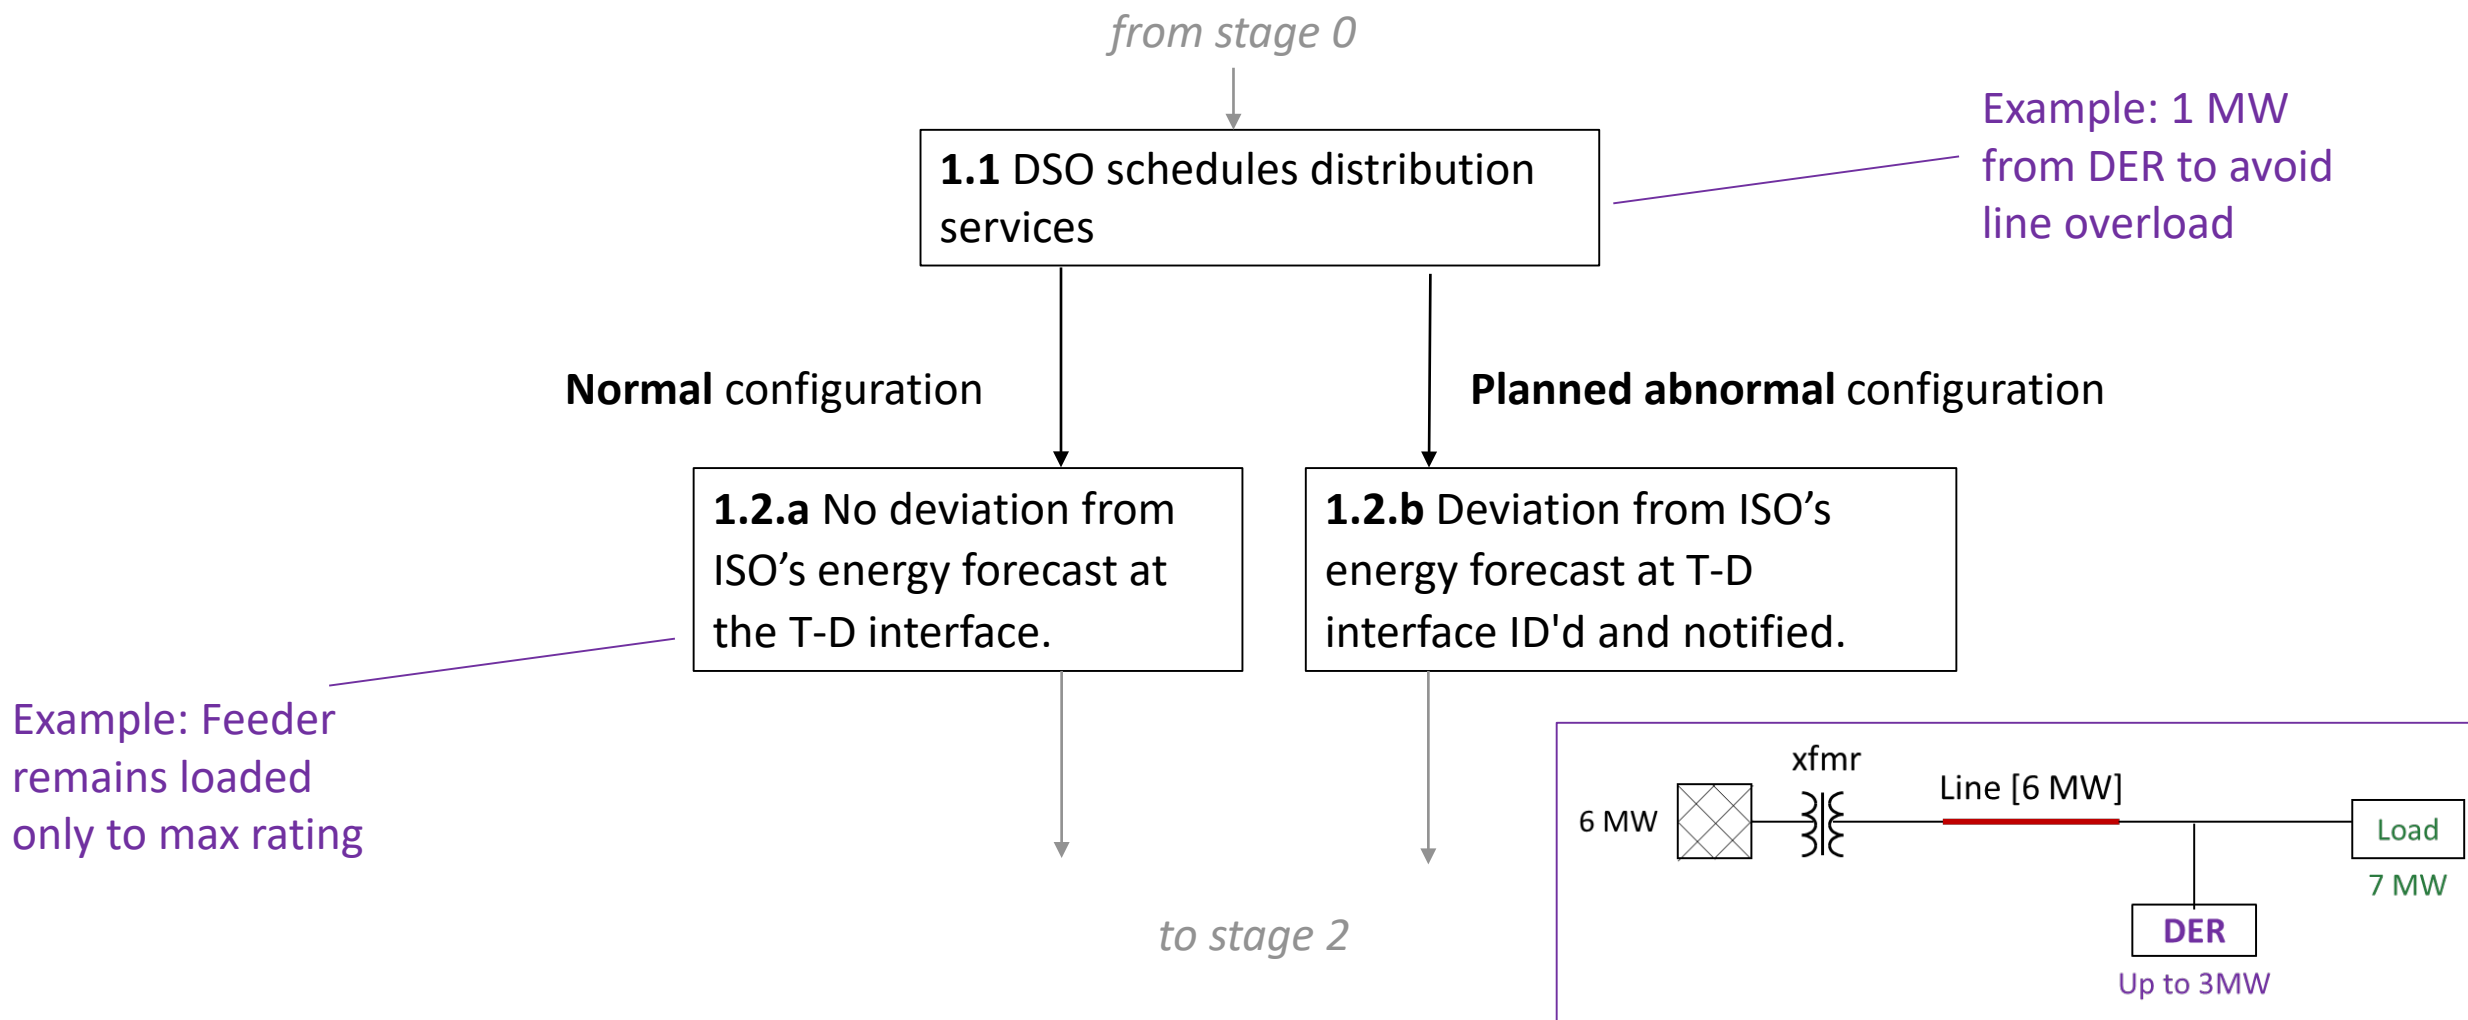 from stage 0
1.1 DSO schedules distribution
services
Example: 1 MW
from DER to avoid
line overload
Normal configuration
Planned abnormal configuration
1.2.a No deviation from
ISO’s energy forecast at
the T-D interface.
1.2.b Deviation from ISO’s
energy forecast at T-D
interface ID'd and notified.
Example: Feeder
remains loaded
only to max rating
to stage 2
xfmr
Line [6 MW]
6 MW
Load
7 MW
DER
Up to 3MW